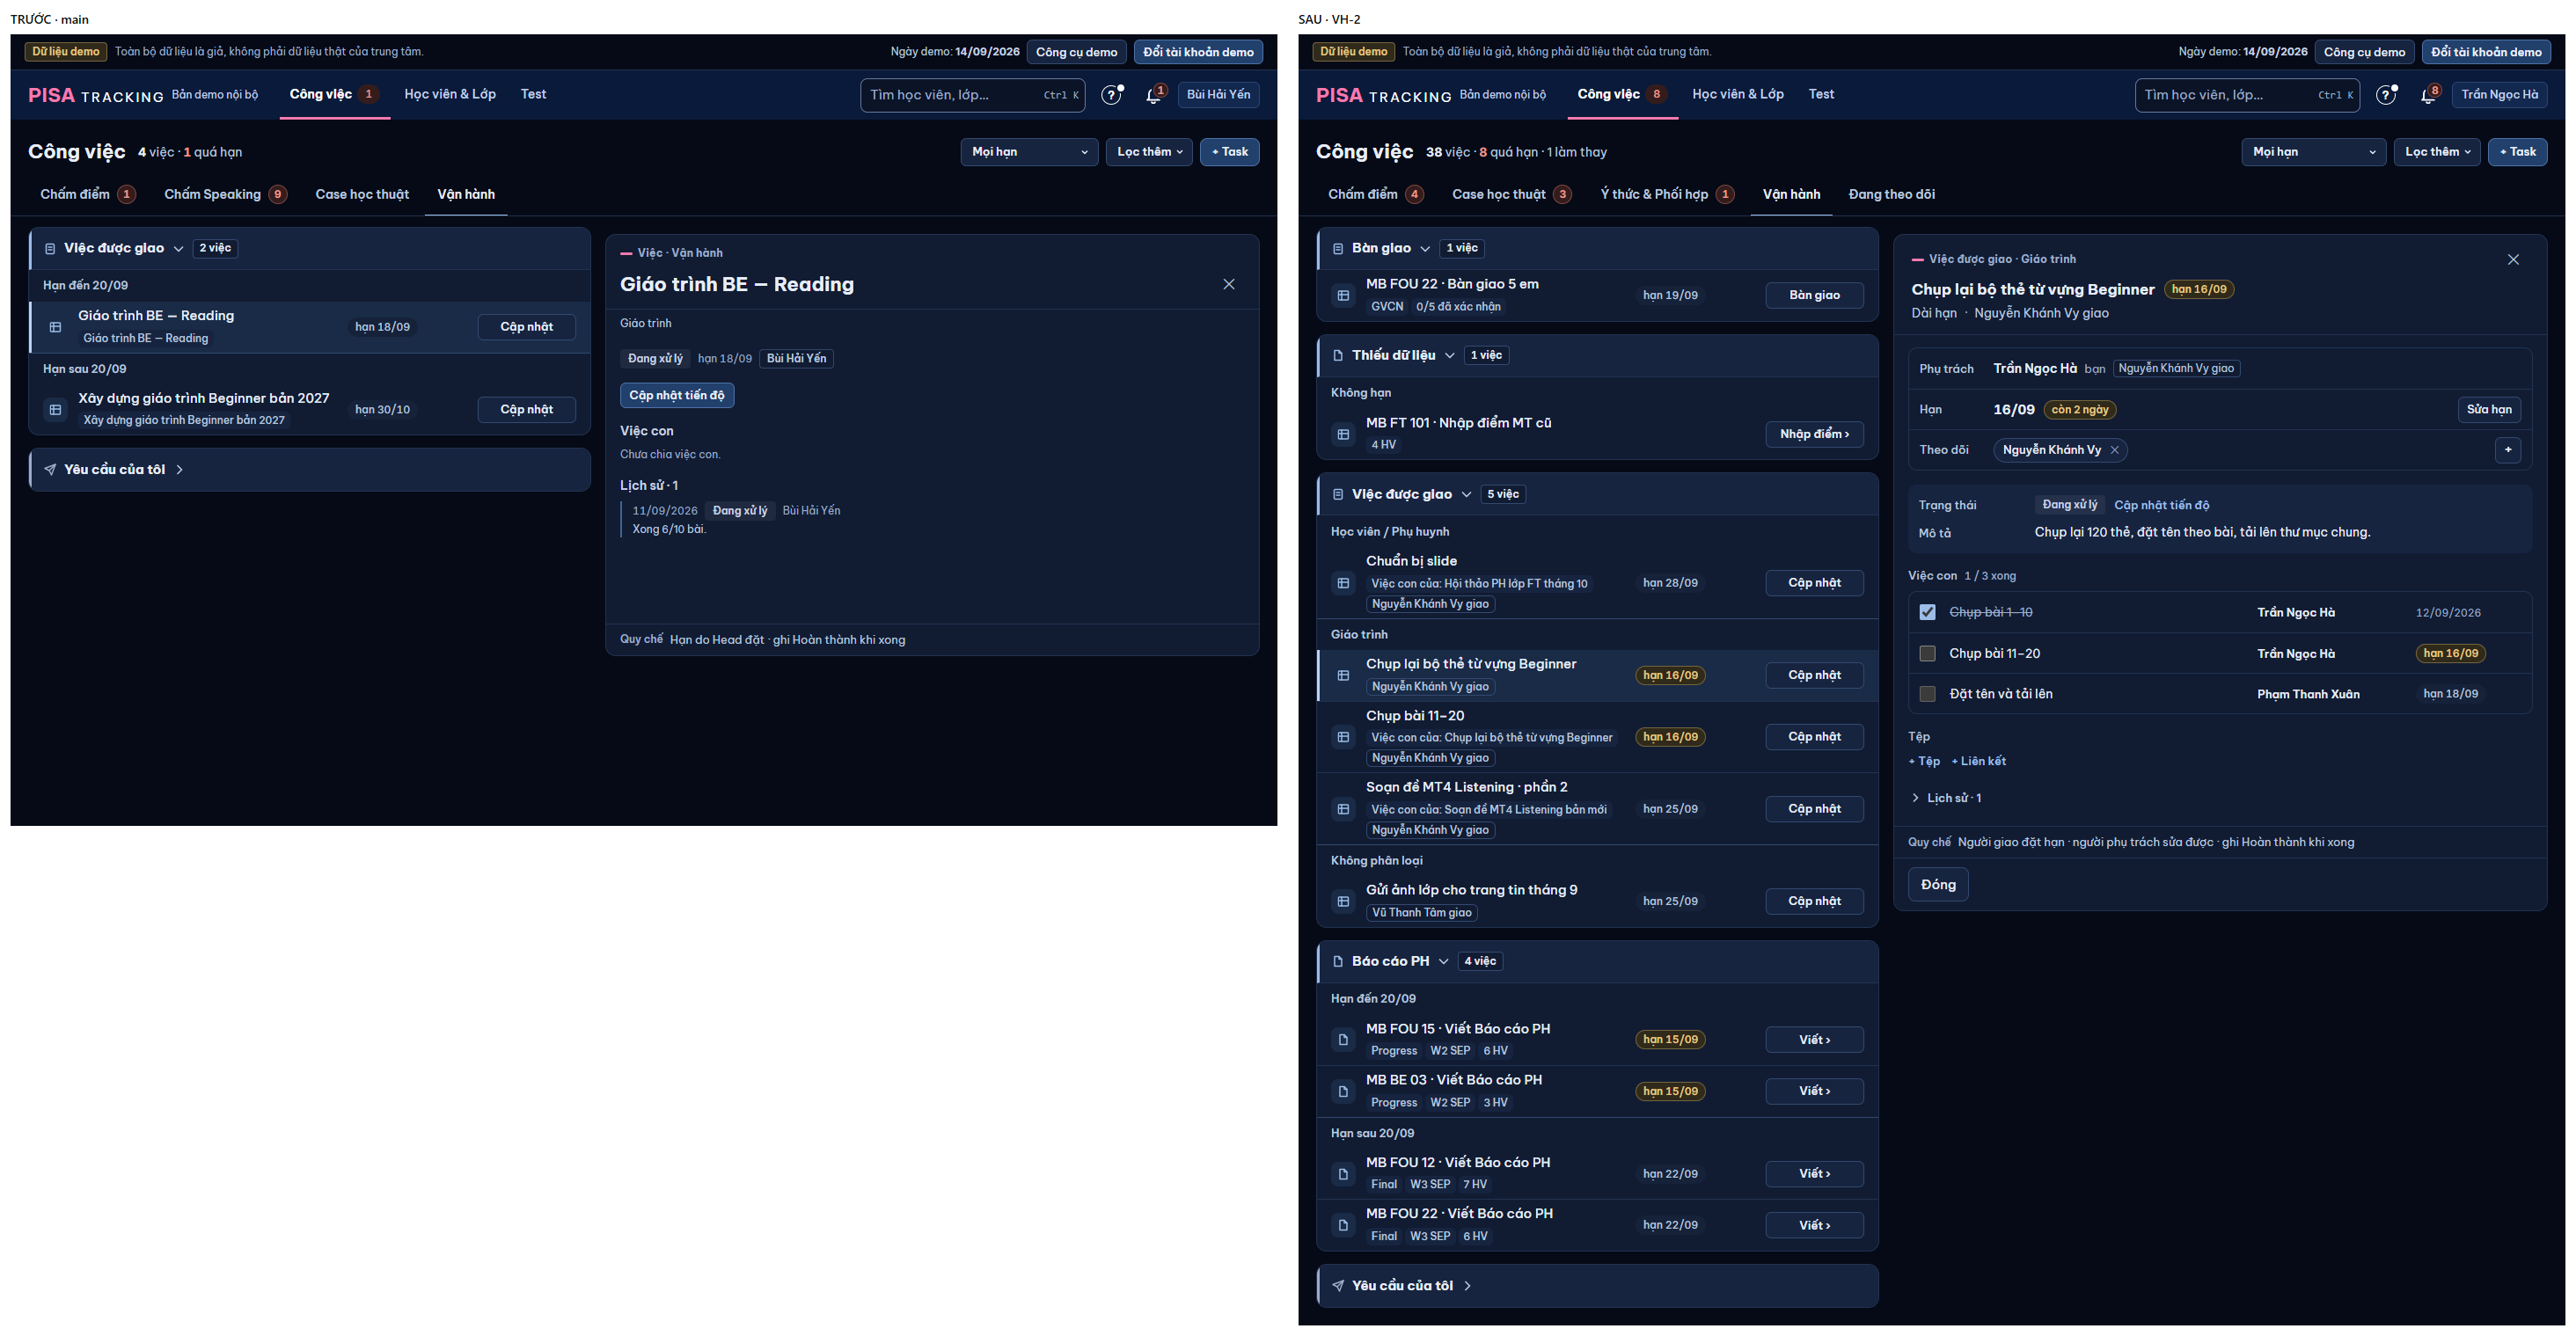 TRƯỚC · main
Dữ liệu demo Toàn bộ dữ liệu là giả, không phải dữ liệu thật của trung tâm. Ngày demo: 14/09/2026 Công cụ demo Đổi tài khoản demo
PISA TRACKING Bản demo nội bộ Công việc 1 Học viên & Lớp Test Tìm học viên, lớp... Ctrl K ? 1 Bùi Hải Yến
Công việc 4 việc · 1 quá hạn Mọi hạn Lọc thêm + Task
Chấm điểm 1 Chấm Speaking 9 Case học thuật Vận hành
Việc được giao 2 việc
Hạn đến 20/09
Giáo trình BE — Reading hạn 18/09 Cập nhật
Giáo trình BE — Reading
Hạn sau 20/09
Xây dựng giáo trình Beginner bản 2027 hạn 30/10 Cập nhật
Xây dựng giáo trình Beginner bản 2027
Yêu cầu của tôi
Việc · Vận hành
Giáo trình BE — Reading
Giáo trình
Đang xử lý hạn 18/09 Bùi Hải Yến
Cập nhật tiến độ
Việc con
Chưa chia việc con.
Lịch sử · 1
11/09/2026 Đang xử lý Bùi Hải Yến
Xong 6/10 bài.
Quy chế Hạn do Head đặt · ghi Hoàn thành khi xong
SAU · VH-2
Dữ liệu demo Toàn bộ dữ liệu là giả, không phải dữ liệu thật của trung tâm. Ngày demo: 14/09/2026 Công cụ demo Đổi tài khoản demo
PISA TRACKING Bản demo nội bộ Công việc 8 Học viên & Lớp Test Tìm học viên, lớp... Ctrl K ? 8 Trần Ngọc Hà
Công việc 38 việc · 8 quá hạn · 1 làm thay Mọi hạn Lọc thêm + Task
Chấm điểm 4 Case học thuật 3 Ý thức & Phối hợp 1 Vận hành Đang theo dõi
Bàn giao 1 việc
MB FOU 22 · Bàn giao 5 em hạn 19/09 Bàn giao
GVCN 0/5 đã xác nhận
Thiếu dữ liệu 1 việc
Không hạn
MB FT 101 · Nhập điểm MT cũ Nhập điểm ›
4 HV
Việc được giao 5 việc
Học viên / Phụ huynh
Chuẩn bị slide
Việc con của: Hội thảo PH lớp FT tháng 10 hạn 28/09 Cập nhật
Nguyễn Khánh Vy giao
Giáo trình
Chụp lại bộ thẻ từ vựng Beginner hạn 16/09 Cập nhật
Nguyễn Khánh Vy giao
Chụp bài 11–20
Việc con của: Chụp lại bộ thẻ từ vựng Beginner hạn 16/09 Cập nhật
Nguyễn Khánh Vy giao
Soạn đề MT4 Listening · phần 2
Việc con của: Soạn đề MT4 Listening bản mới hạn 25/09 Cập nhật
Nguyễn Khánh Vy giao
Không phân loại
Gửi ảnh lớp cho trang tin tháng 9 hạn 25/09 Cập nhật
Vũ Thanh Tâm giao
Báo cáo PH 4 việc
Hạn đến 20/09
MB FOU 15 · Viết Báo cáo PH hạn 15/09 Viết ›
Progress W2 SEP 6 HV
MB BE 03 · Viết Báo cáo PH hạn 15/09 Viết ›
Progress W2 SEP 3 HV
Hạn sau 20/09
MB FOU 12 · Viết Báo cáo PH hạn 22/09 Viết ›
Final W3 SEP 7 HV
MB FOU 22 · Viết Báo cáo PH hạn 22/09 Viết ›
Final W3 SEP 6 HV
Yêu cầu của tôi
Việc được giao · Giáo trình
Chụp lại bộ thẻ từ vựng Beginner hạn 16/09
Dài hạn · Nguyễn Khánh Vy giao
Phụ trách Trần Ngọc Hà bạn Nguyễn Khánh Vy giao
Hạn 16/09 còn 2 ngày Sửa hạn
Theo dõi Nguyễn Khánh Vy +
Trạng thái Đang xử lý Cập nhật tiến độ
Mô tả Chụp lại 120 thẻ, đặt tên theo bài, tải lên thư mục chung.
Việc con 1 / 3 xong
Chụp bài 1–10 Trần Ngọc Hà 12/09/2026
Chụp bài 11–20 Trần Ngọc Hà hạn 16/09
Đặt tên và tải lên Phạm Thanh Xuân hạn 18/09
Tệp
+ Tệp + Liên kết
Lịch sử · 1
Quy chế Người giao đặt hạn · người phụ trách sửa được · ghi Hoàn thành khi xong
Đóng